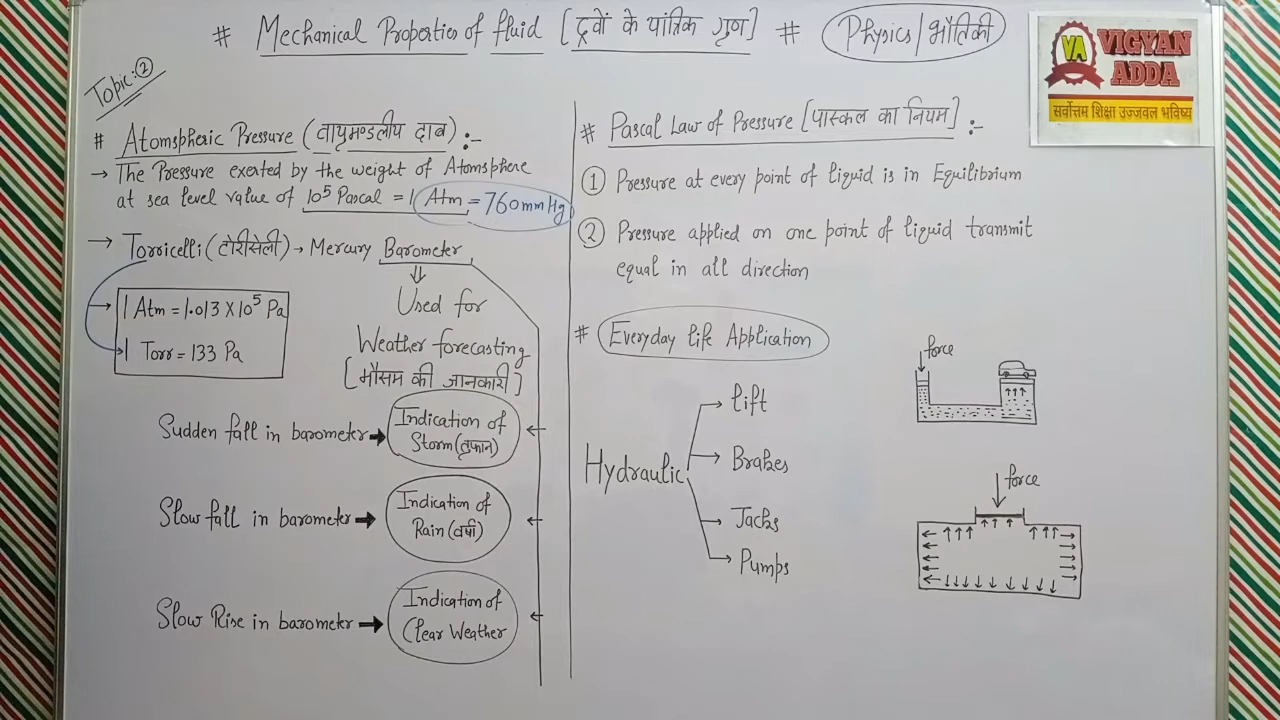 # Mechanical Properties of fluid [द्रवों के यांत्रिक गुण] # Physics/भौतिकी
VIGYAN ADDA
VA
सर्वोत्तम शिक्षा उज्जवल भविष्य
Topic:②
# Atomspheric Pressure (वायुमण्डलीय दाब) :-
→ The Pressure exerted by the weight of Atomsphere
at sea level value of 10⁵ Pascal = 1 Atm = 760mm Hg
→ Torricelli (टोरीसेली) → Mercury Barometer
→ 1 Atm = 1.013 X 10⁵ Pa
→ 1 Torr = 133 Pa
⇓
Used for
Weather forecasting
[मौसम की जानकारी]
Sudden fall in barometer → Indication of
Storm (तुफान)
Slow fall in barometer → Indication of
Rain (वर्षा)
Slow Rise in barometer → Indication of
Clear Weather
# Pascal Law of Pressure [पास्कल का नियम] :-
① Pressure at every point of liquid is in Equilibrium
② Pressure applied on one point of liquid transmit
equal in all direction
# Everyday life Application
Hydraulic
→ lift
→ Brakes
→ Jacks
→ Pumps
force
force